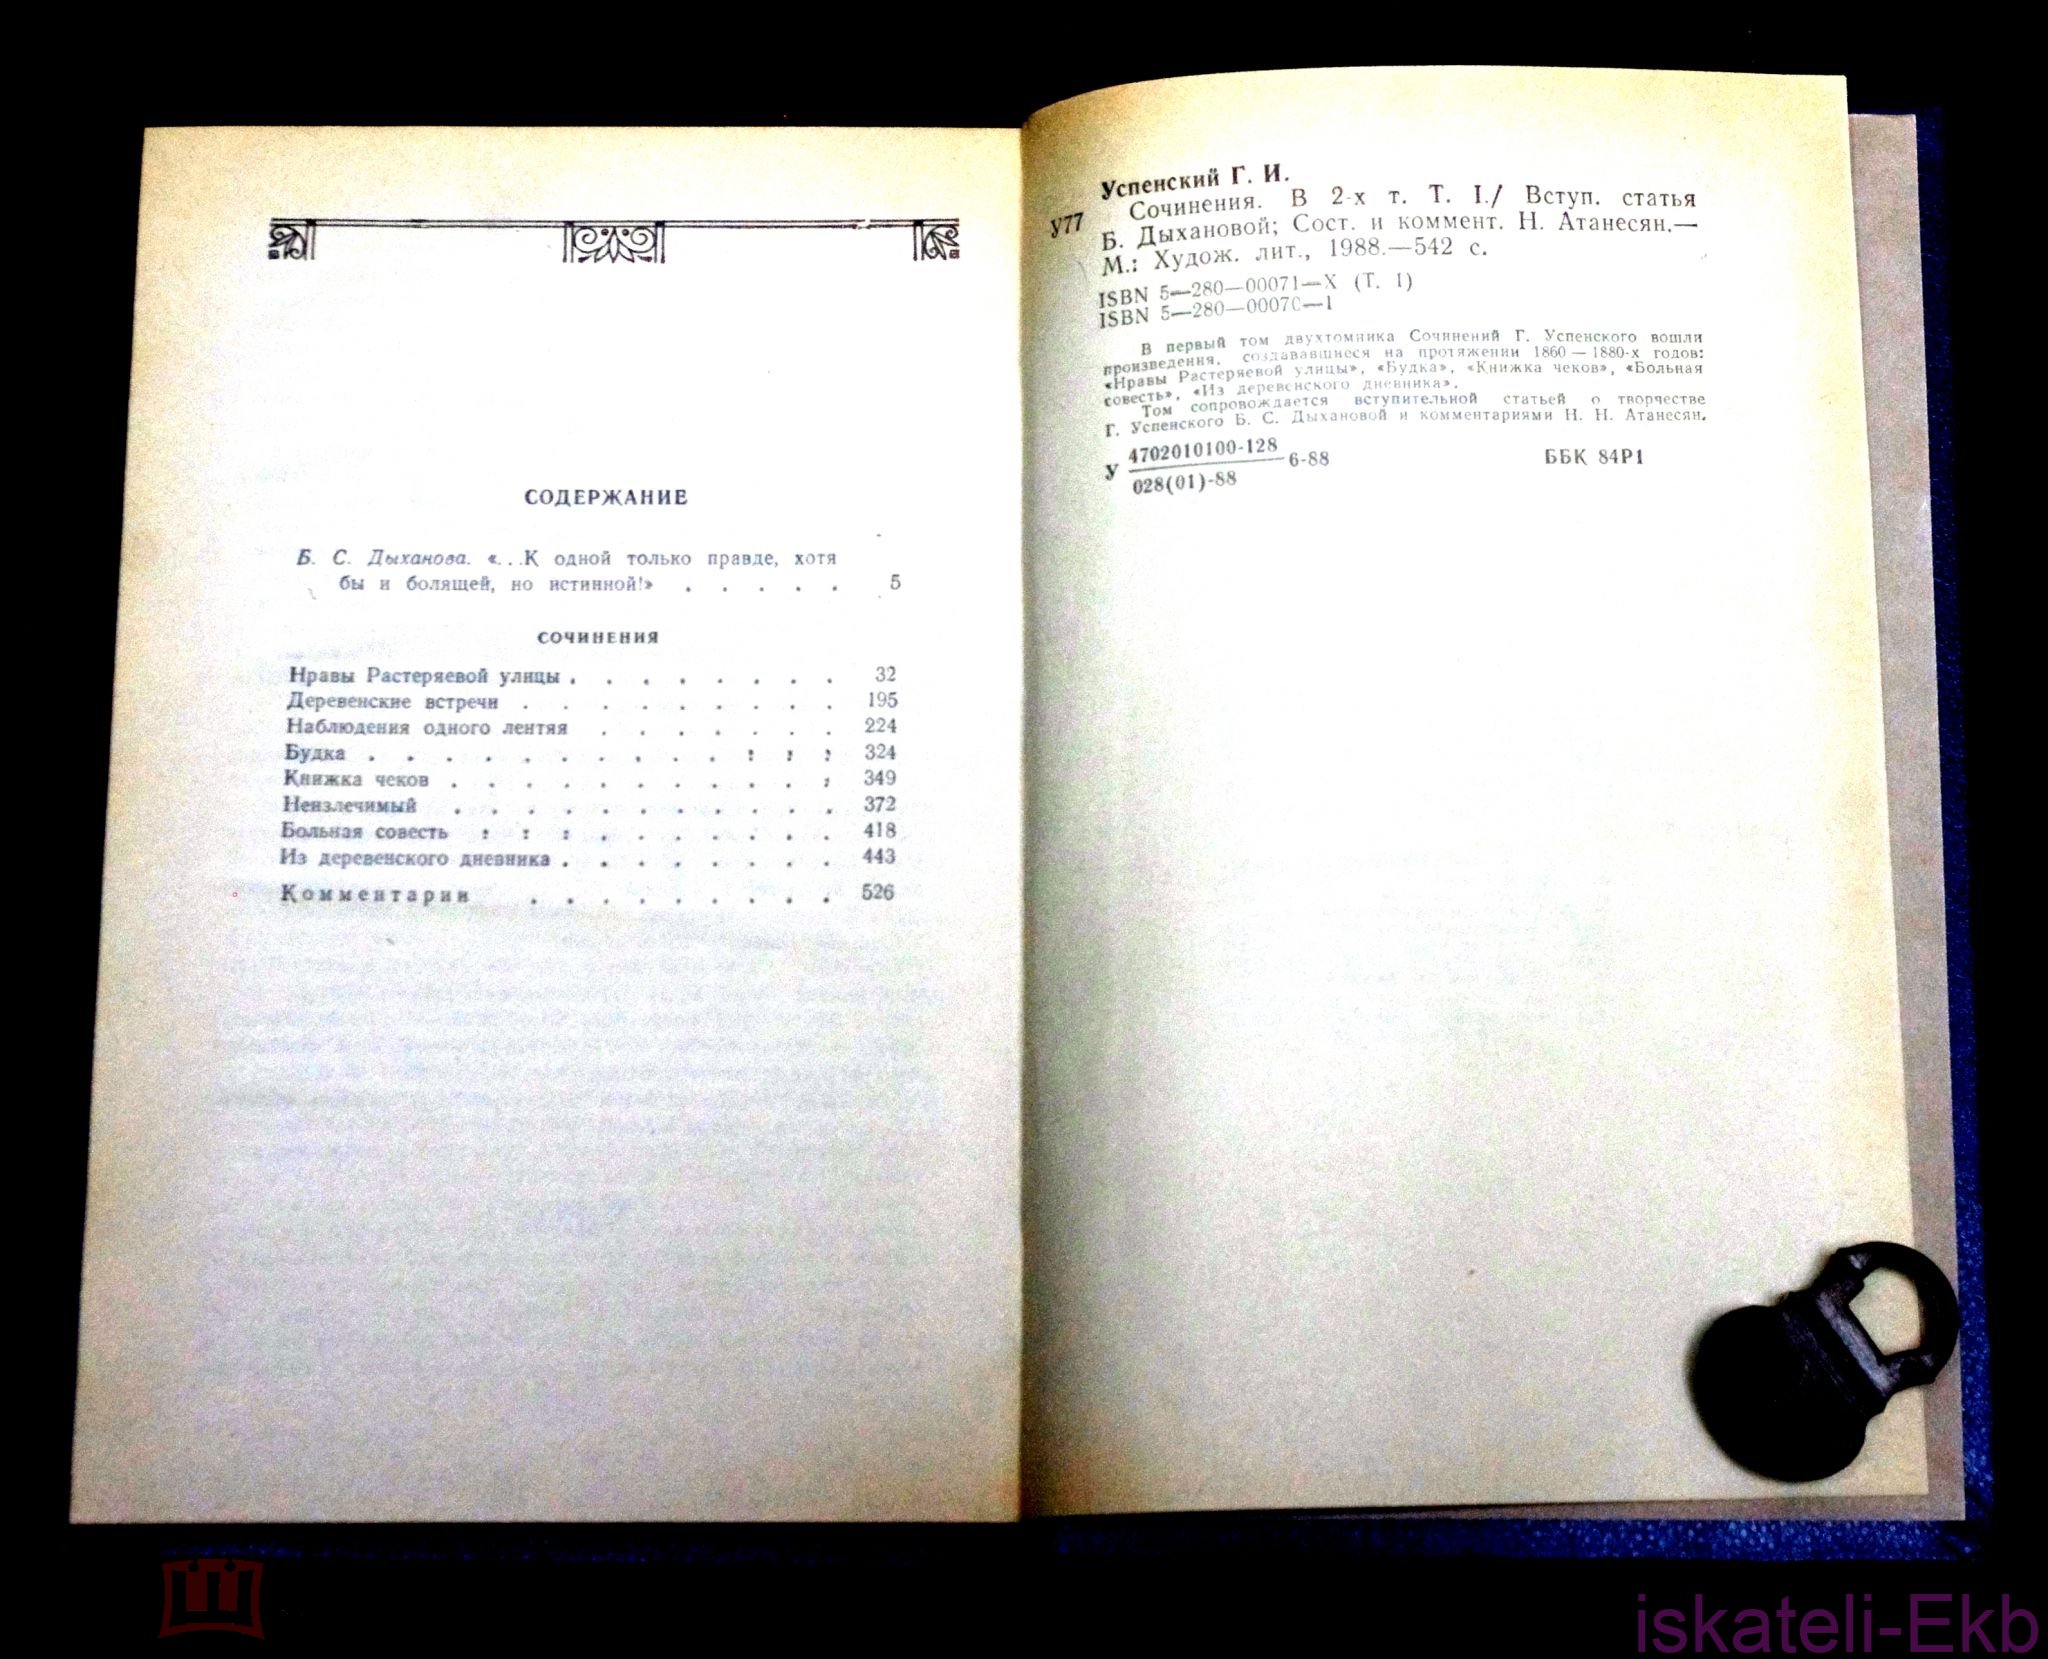 СОДЕРЖАНИЕ
Б. С. Дыханова. «...К одной только правде, хотя
бы и болящей, но истинной!» . . . . . 5
СОЧИНЕНИЯ
Нравы Растеряевой улицы . . . . . . . . 32
Деревенские встречи . . . . . . . . . 195
Наблюдения одного лентяя . . . . . . . 224
Будка . . . . . . . . . . : : : 324
Книжка чеков . . . . . . . . . . ; 349
Неизлечимый . . . . . . . . . . . 372
Больная совесть : : : . . . . . . . 418
Из деревенского дневника . . . . . . . . 443
Комментарии . . . . . . . . . 526
Успенский Г. И.
У77 Сочинения. В 2-х т. Т. I./ Вступ. статья
Б. Дыхановой; Сост. и коммент. Н. Атанесян.—
М.: Худож. лит., 1988.—542 с.
ISBN 5—280—00071—X (Т. 1)
ISBN 5—280—00070—1
В первый том двухтомника Сочинений Г. Успенского вошли
произведения, создававшиеся на протяжении 1860—1880-х годов:
«Нравы Растеряевой улицы», «Будка», «Книжка чеков», «Больная
совесть», «Из деревенского дневника».
Том сопровождается вступительной статьей о творчестве
Г. Успенского Б. С. Дыхановой и комментариями Н. Н. Атанесян.
У 4702010100-128 6-88 ББК 84Р1
028(01)-88
iskateli-Ekb